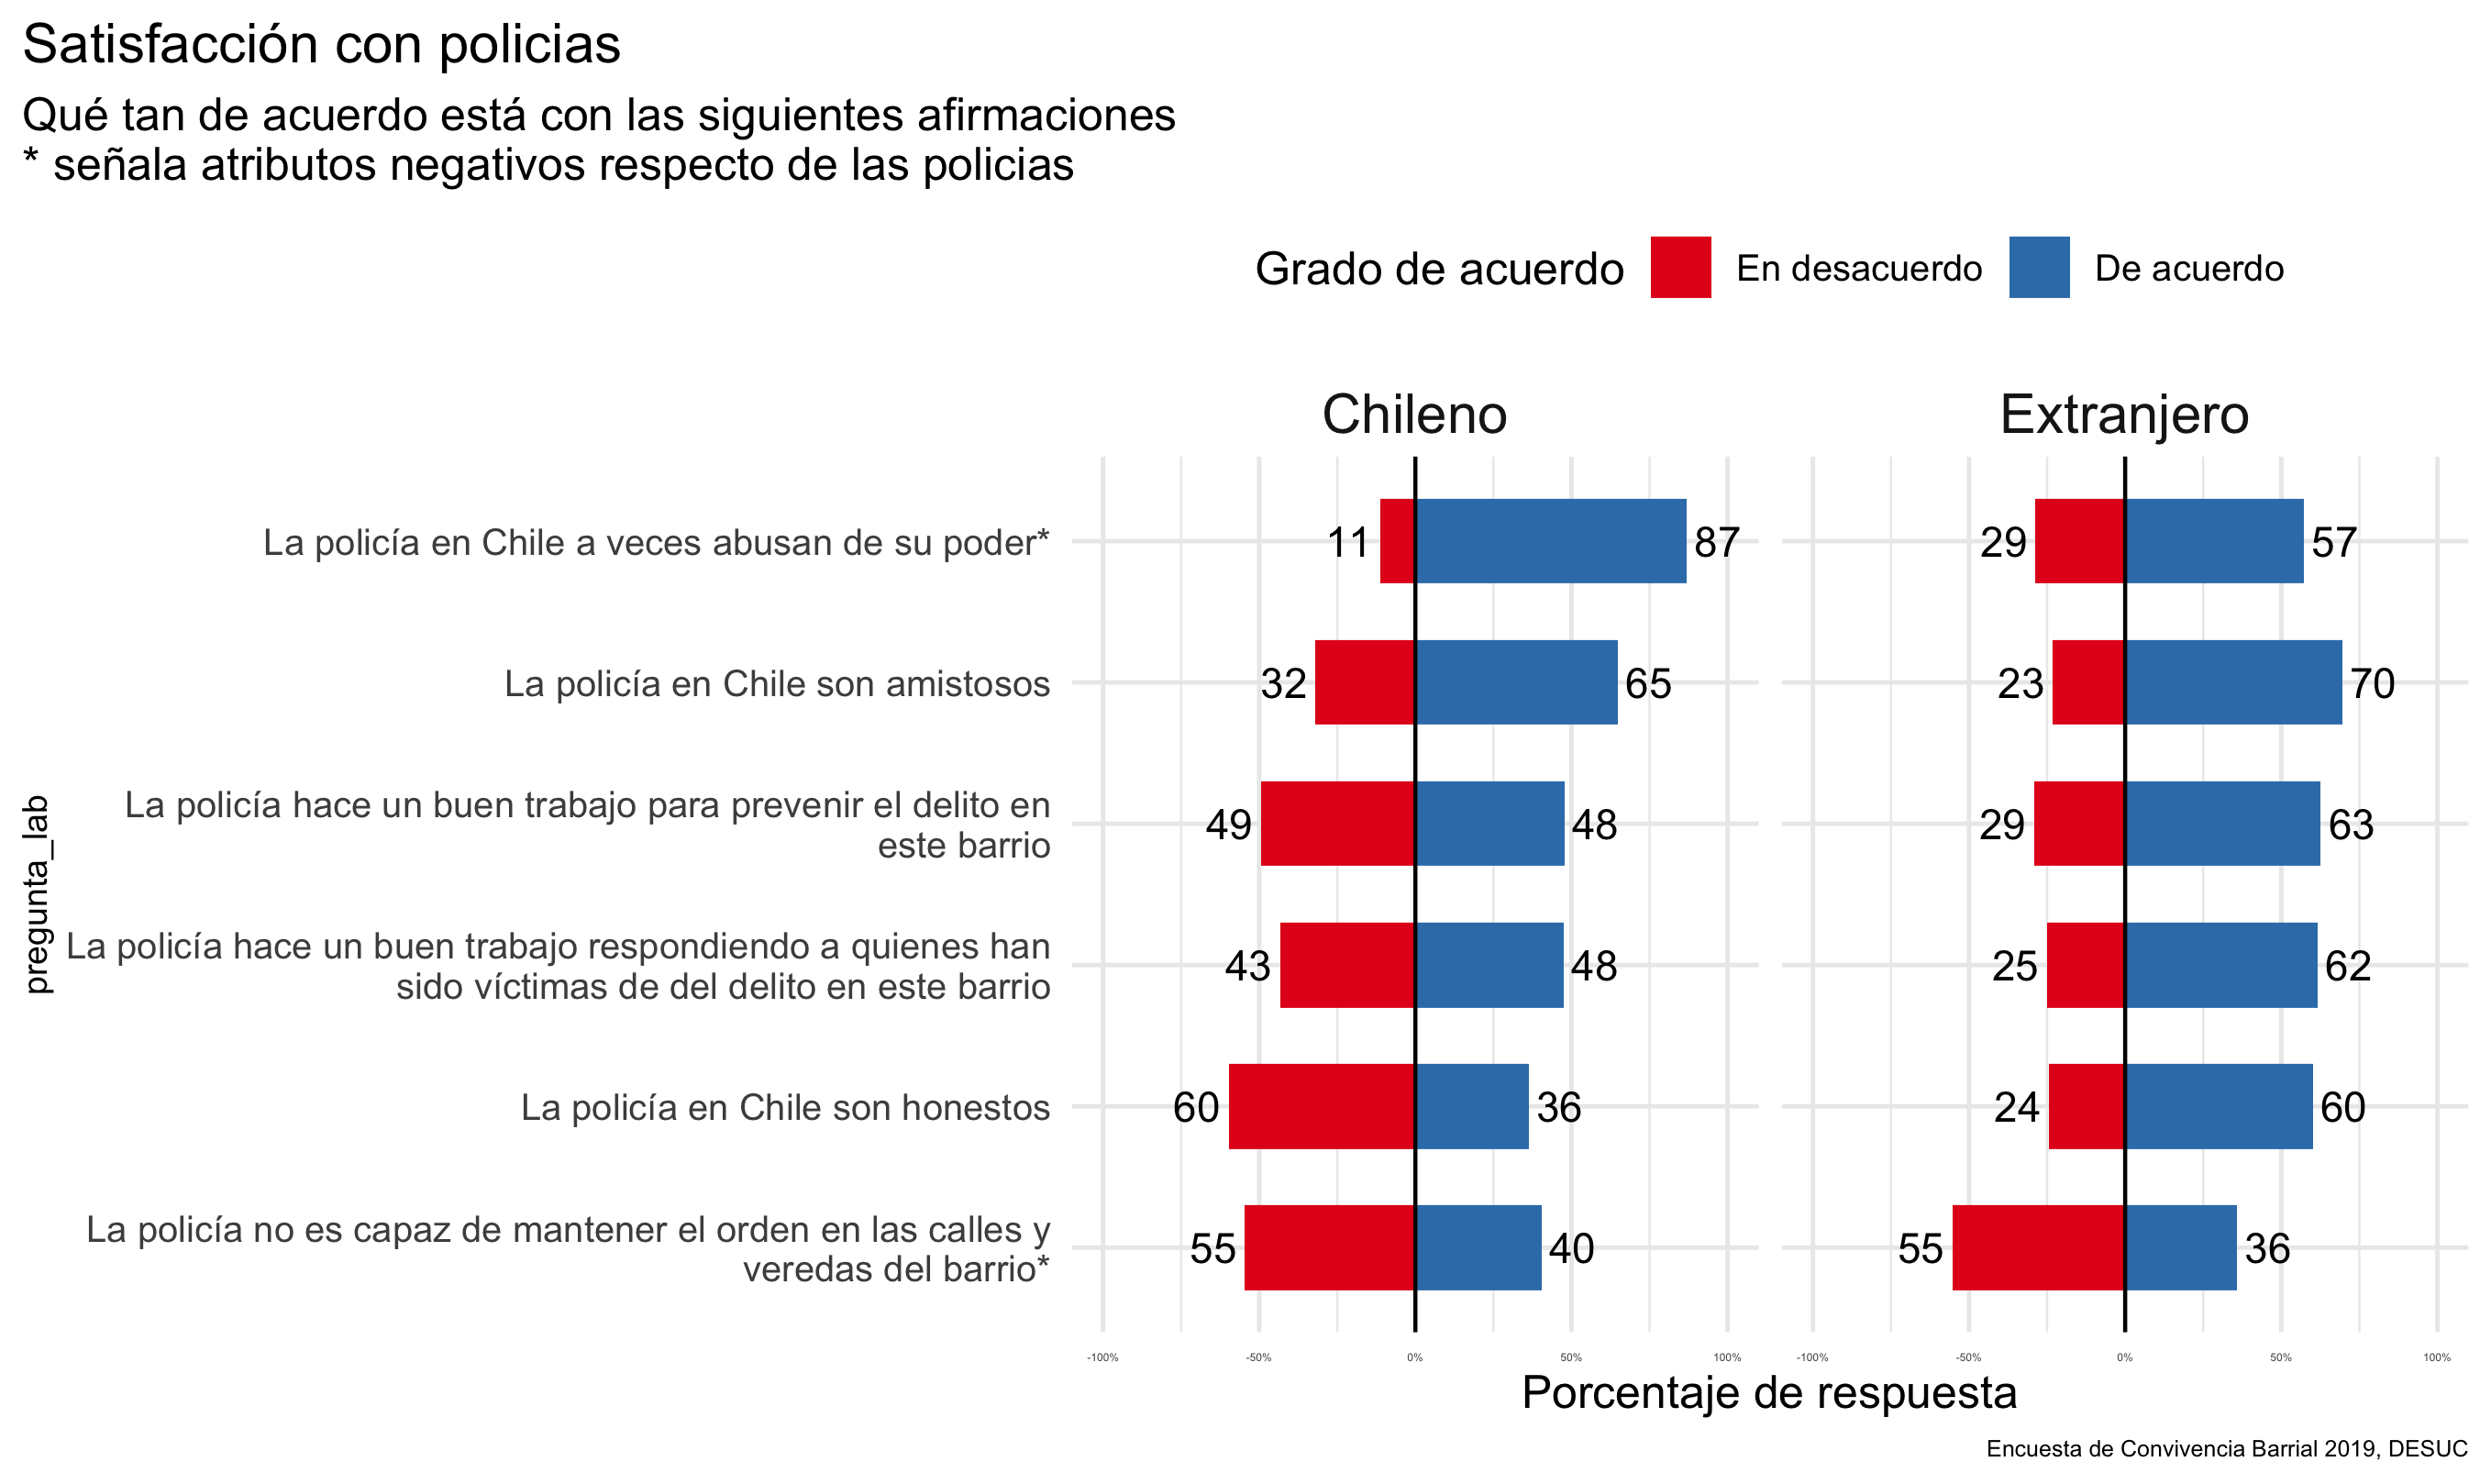 Satisfacción con policias
Qué tan de acuerdo está con las siguientes afirmaciones
* señala atributos negativos respecto de las policias
Grado de acuerdo En desacuerdo De acuerdo
Chileno Extranjero
pregunta_lab
La policía en Chile a veces abusan de su poder* 11 87 29 57
La policía en Chile son amistosos 32 65 23 70
La policía hace un buen trabajo para prevenir el delito en
este barrio
49 48 29 63
La policía hace un buen trabajo respondiendo a quienes han
sido víctimas de del delito en este barrio
43 48 25 62
La policía en Chile son honestos 60 36 24 60
La policía no es capaz de mantener el orden en las calles y
veredas del barrio*
55 40 55 36
-100% -50% 0% 50% 100% -100% -50% 0% 50% 100%
Porcentaje de respuesta
Encuesta de Convivencia Barrial 2019, DESUC